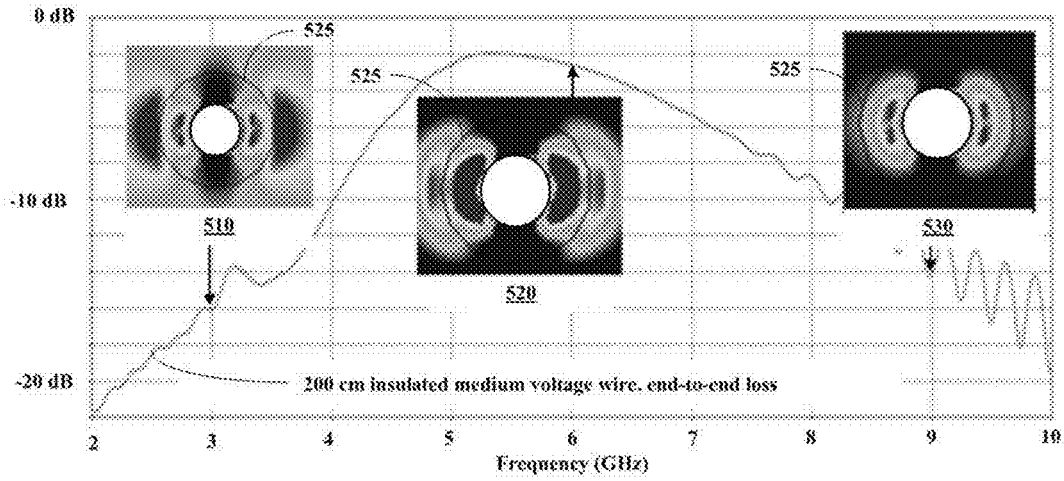 0 dB
525
525
525
-10 dB
510
520
530
200 cm insulated medium voltage wire. end-to-end loss
-20 dB
2 3 4 5 6 7 8 9 10
Frequency (GHz)